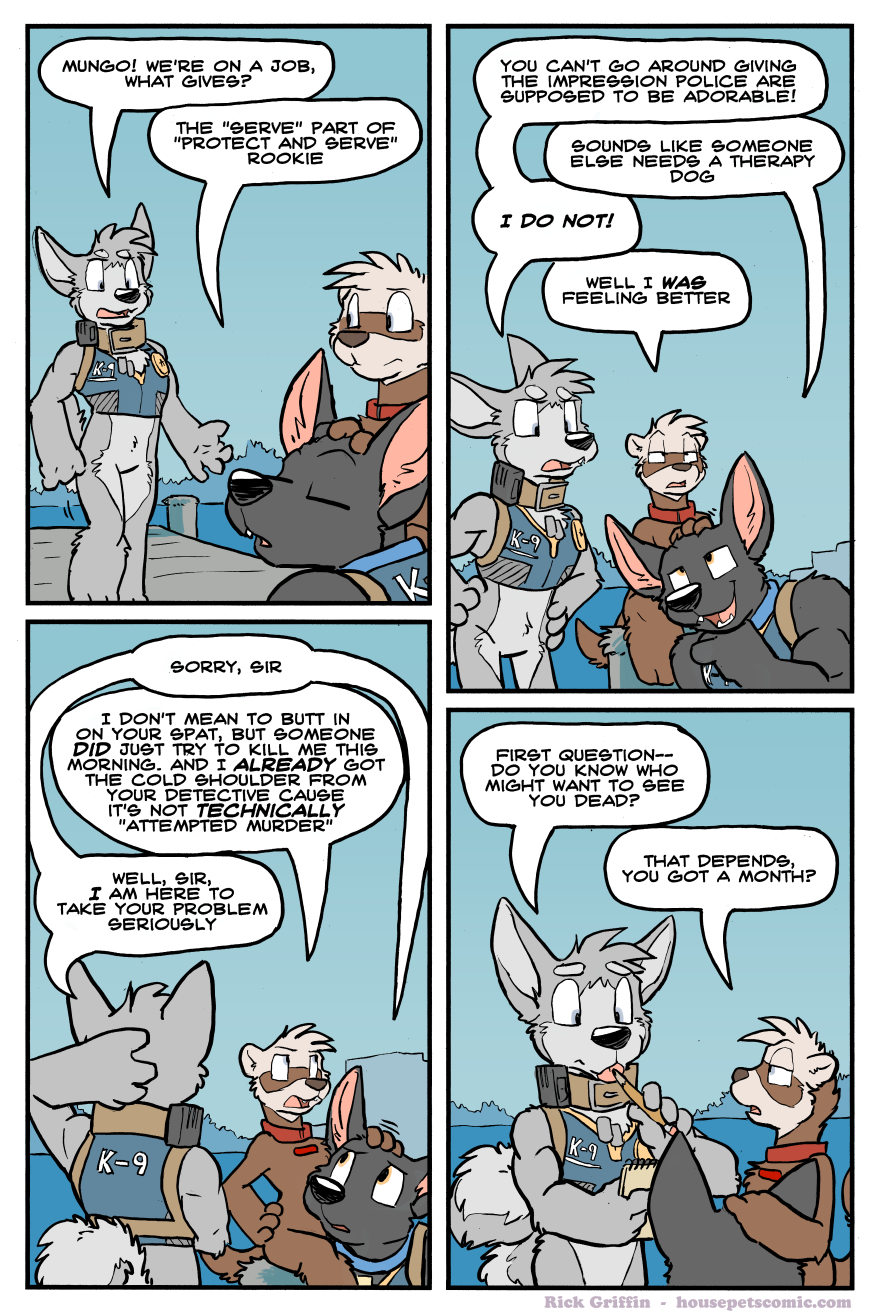 MUNGO! WE'RE ON A JOB,
WHAT GIVES?
THE "SERVE" PART OF
"PROTECT AND SERVE"
ROOKIE
K-9
K-
YOU CAN'T GO AROUND GIVING
THE IMPRESSION POLICE ARE
SUPPOSED TO BE ADORABLE!
SOUNDS LIKE SOMEONE
ELSE NEEDS A THERAPY
DOG
I DO NOT!
WELL I WAS
FEELING BETTER
K-9
SORRY, SIR
I DON'T MEAN TO BUTT IN
ON YOUR SPAT, BUT SOMEONE
DID JUST TRY TO KILL ME THIS
MORNING. AND I ALREADY GOT
THE COLD SHOULDER FROM
YOUR DETECTIVE CAUSE
IT'S NOT TECHNICALLY
"ATTEMPTED MURDER"
WELL, SIR,
I AM HERE TO
TAKE YOUR PROBLEM
SERIOUSLY
K-9
FIRST QUESTION--
DO YOU KNOW WHO
MIGHT WANT TO SEE
YOU DEAD?
THAT DEPENDS,
YOU GOT A MONTH?
K-9
Rick Griffin - housepetscomic.com